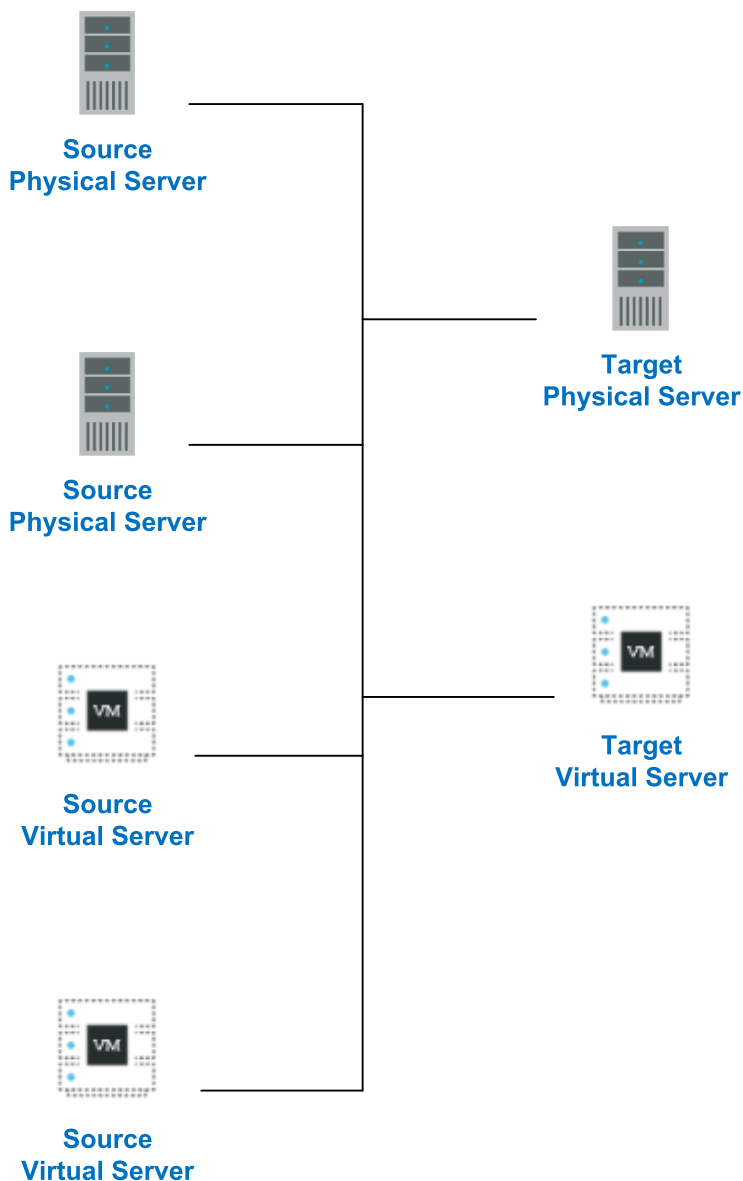 Source
Physical Server
Target
Physical Server
Source
Physical Server
VM
Target
Virtual Server
VM
Source
Virtual Server
VM
Source
Virtual Server